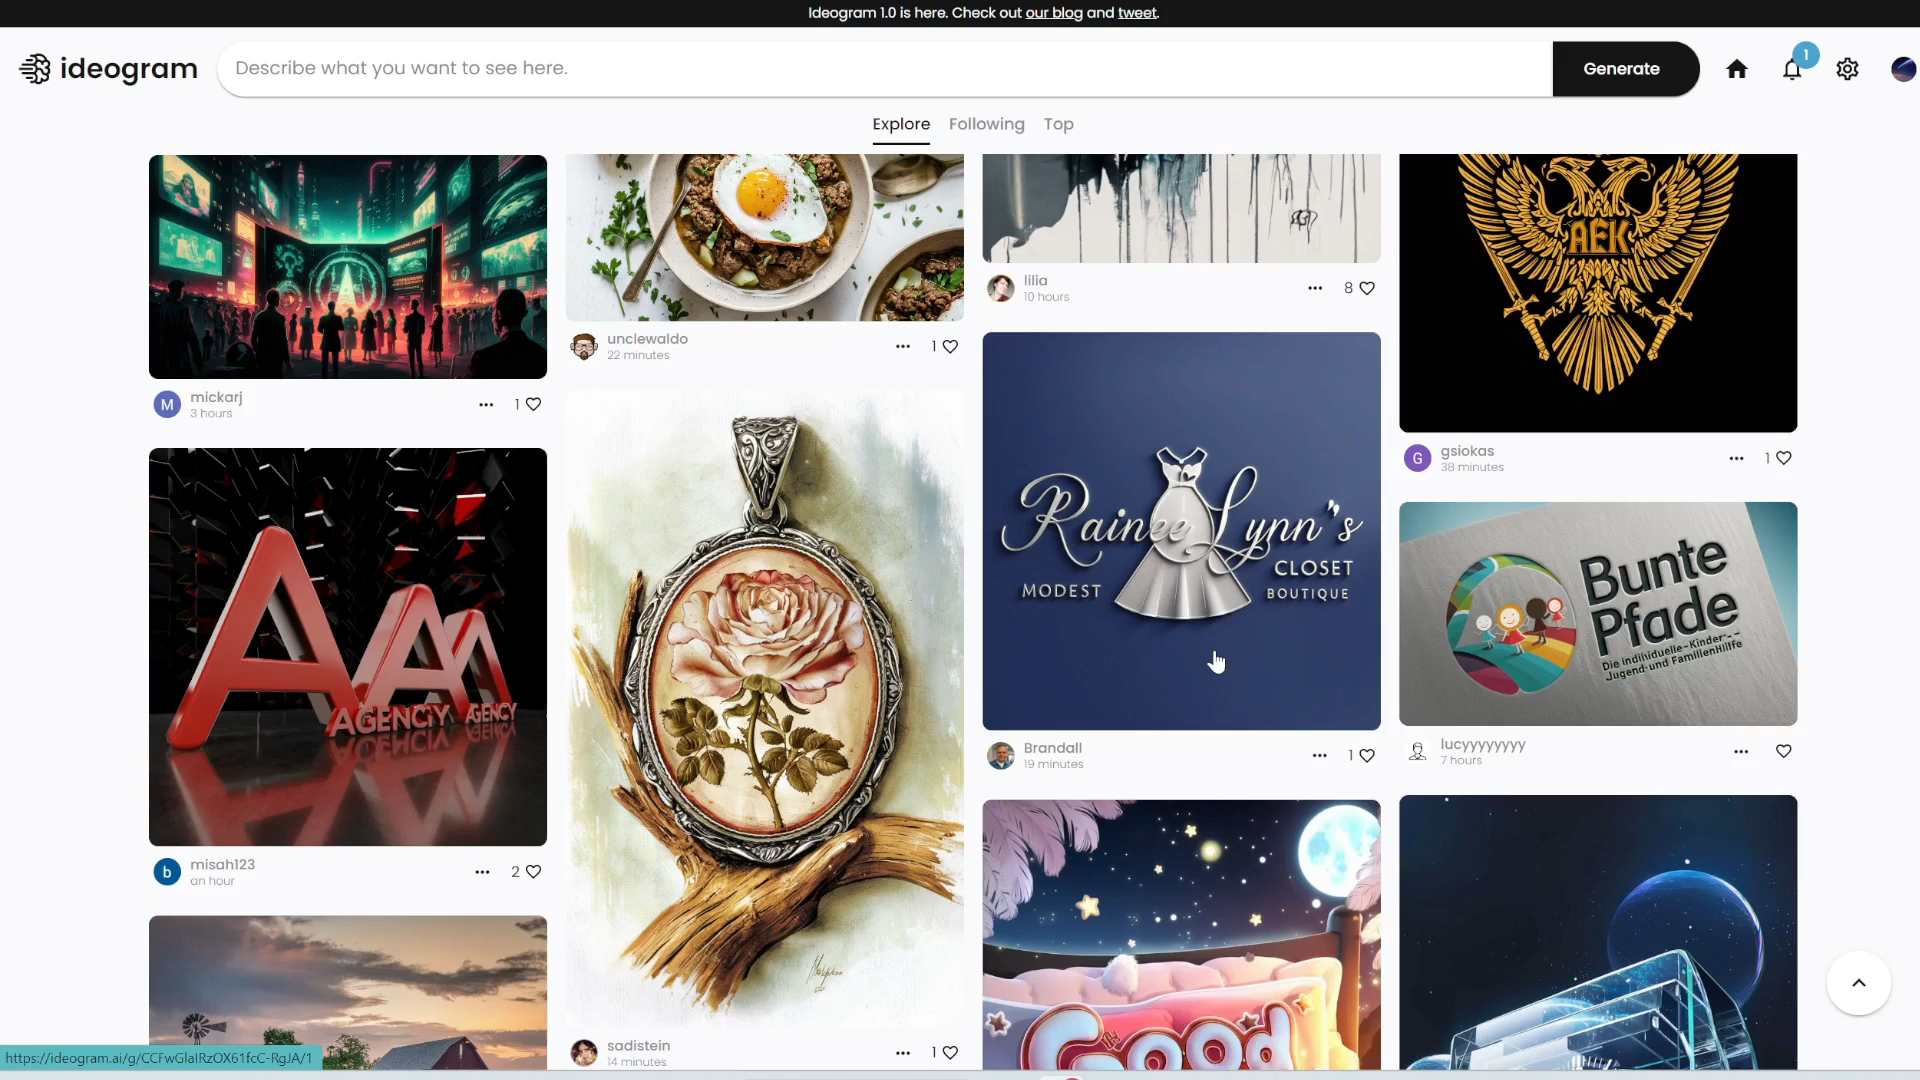 Ideogram 1.0 is here. Check out our blog and tweet.
ideogram
Describe what you want to see here.
Generate
1
Explore Following Top
mickarj
3 hours
1
M
unclewaldo
22 minutes
1
lilia
10 hours
8
AEK
gsiokas
38 minutes
1
G
A A A
AGENCIY AGENCY
misah123
an hour
2
b
sadistein
14 minutes
1
Rainee Lynn"s
CLOSET
MODEST BOUTIQUE
Brandall
19 minutes
1
Bunte
Pfade
Die individuelle-Kinder--
Jugend-und FamilienHilfe
lucyyyyyyyy
7 hours
Good
https://ideogram.ai/g/CCFwGlaIRzOX61fcC-RgJA/1